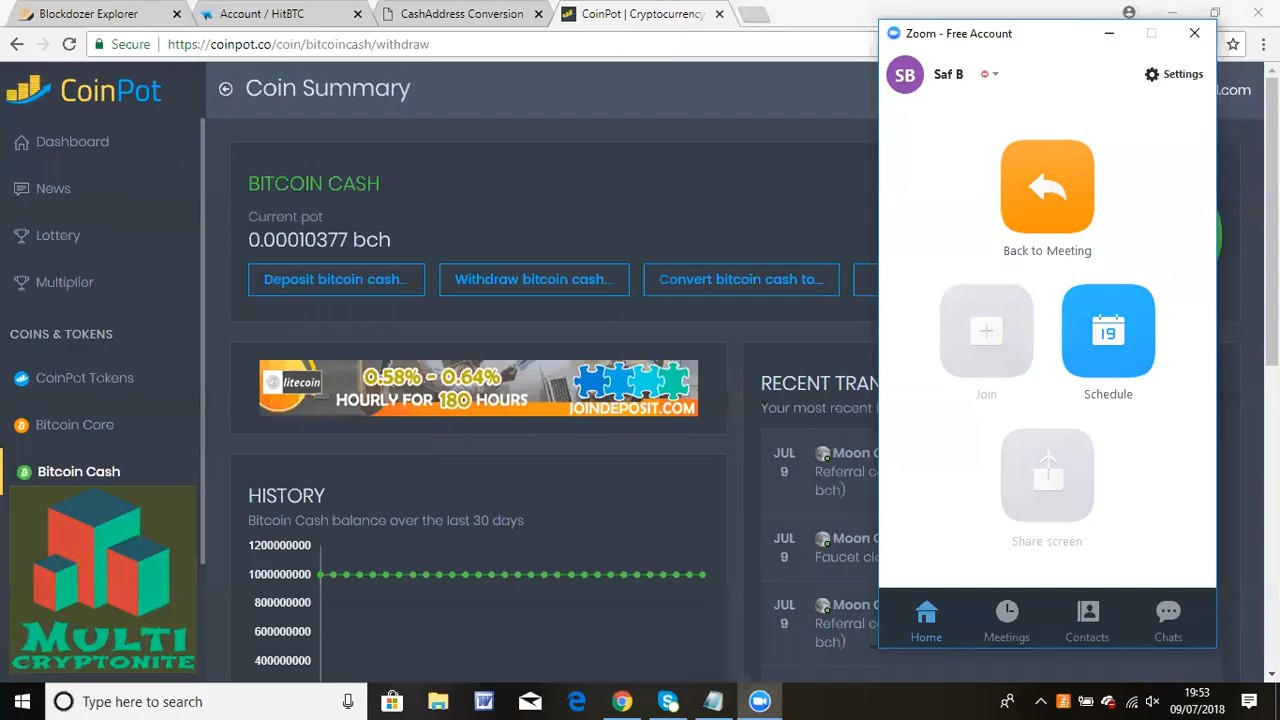 Blockdozer Explorer
Account / HitBTC
CashAddress Conversion
CoinPot | Cryptocurrency
Secure
https://coinpot.co/coin/bitcoincash/withdraw
CoinPot
Dashboard
News
Lottery
Multiplier
COINS & TOKENS
CoinPot Tokens
Bitcoin Core
Bitcoin Cash
MULTI
CRYPTONITE
Coin Summary
l.com
BITCOIN CASH
Current pot
0.00010377 bch
Deposit bitcoin cash...
Withdraw bitcoin cash...
Convert bitcoin cash to...
litecoin
0.58% - 0.64%
HOURLY FOR 180 HOURS
JOINDEPOSIT.COM
HISTORY
Bitcoin Cash balance over the last 30 days
1200000000
1000000000
800000000
600000000
400000000
RECENT TRAN
Your most recent
JUL
9
Moon
Referral c
bch)
JUL
9
Moon
Faucet cla
JUL
9
Moon
Referral c
bch)
Zoom - Free Account
SB
Saf B
Settings
Back to Meeting
19
Join
Schedule
Share screen
Home
Meetings
Contacts
Chats
Type here to search
19:53
09/07/2018